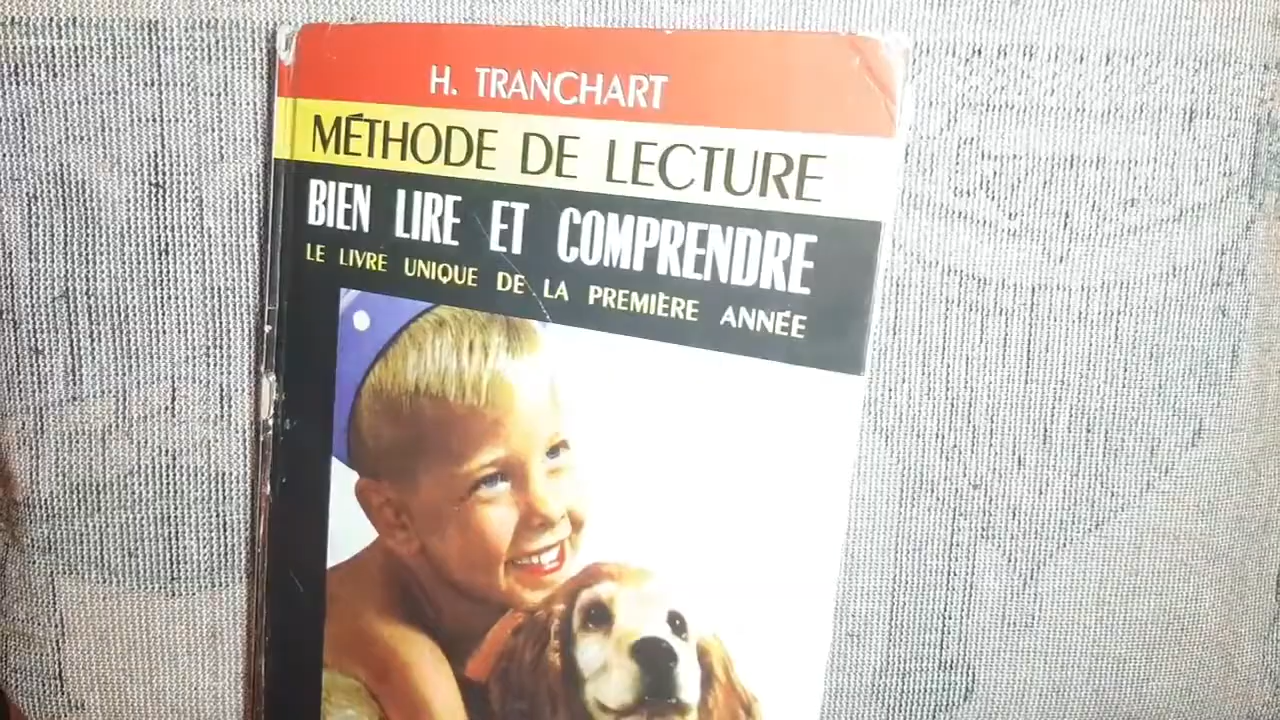 H. TRANCHART
MÉTHODE DE LECTURE
BIEN LIRE ET COMPRENDRE
LE LIVRE UNIQUE DE LA PREMIÈRE ANNÉE